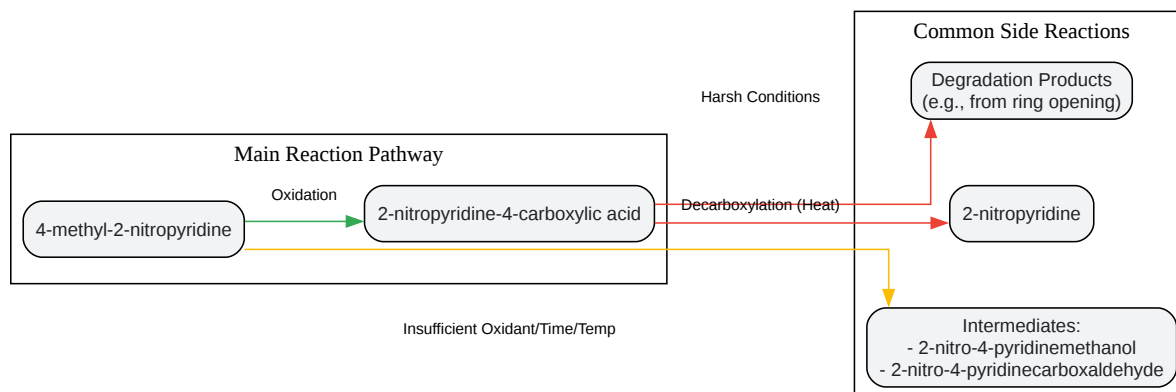 Common Side Reactions
Degradation Products
(e.g., from ring opening)
Harsh Conditions
Main Reaction Pathway
Oxidation
4-methyl-2-nitropyridine
2-nitropyridine-4-carboxylic acid
Decarboxylation (Heat)
2-nitropyridine
Insufficient Oxidant/Time/Temp
Intermediates:
- 2-nitro-4-pyridinemethanol
- 2-nitro-4-pyridinecarboxaldehyde